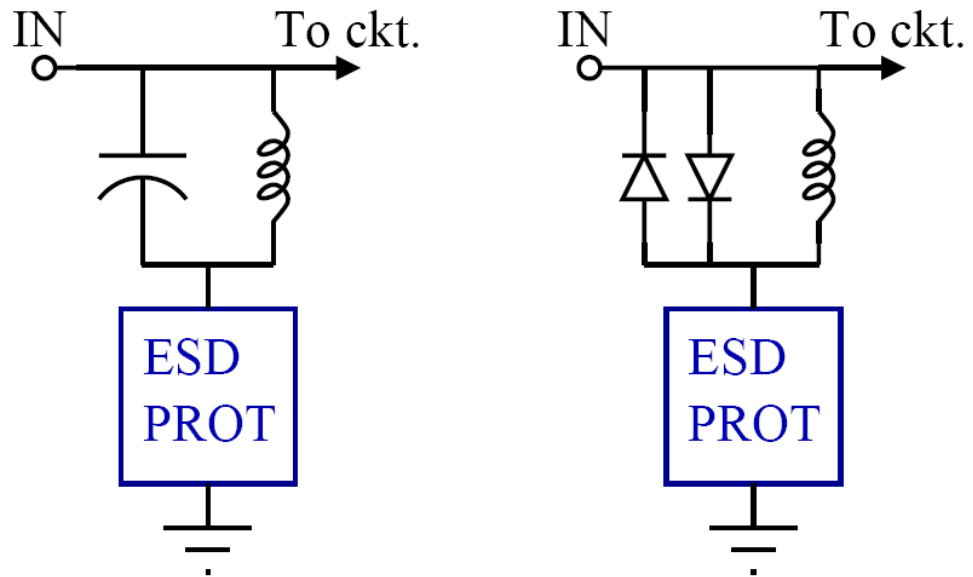 IN To ckt.
ESD
PROT
IN To ckt.
ESD
PROT